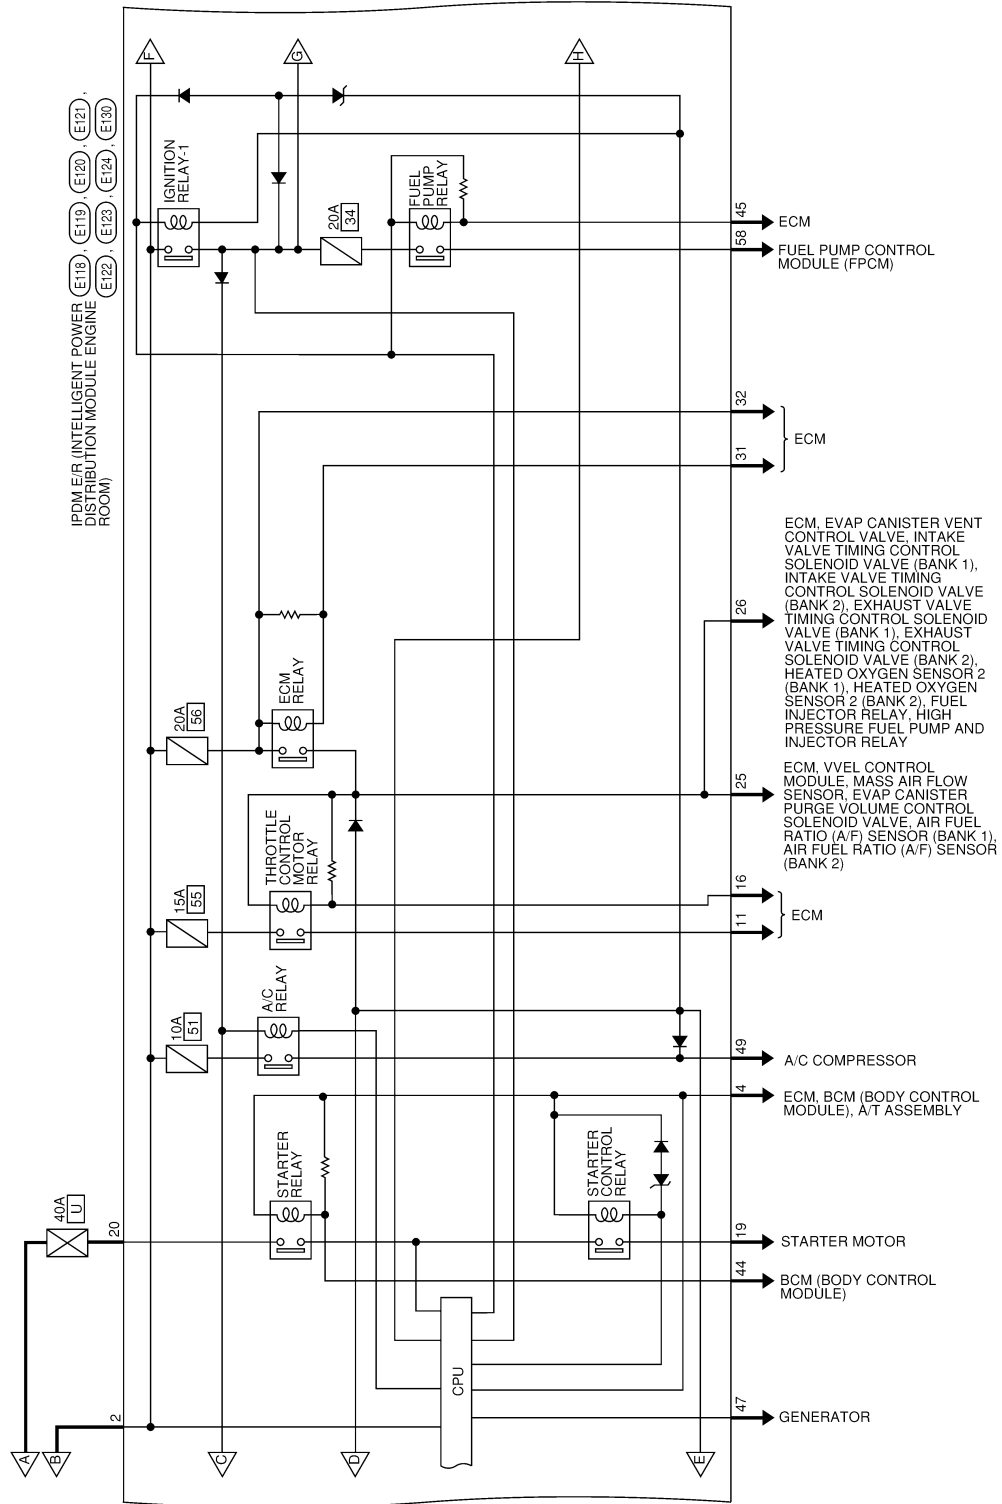 IPDM E/R (INTELLIGENT POWER
DISTRIBUTION MODULE ENGINE
ROOM)
E118 , E119 , E120 , E121 ,
E122 , E123 , E124 , E130
F
G
H
IGNITION
RELAY-1
20A
34
FUEL
PUMP
RELAY
45
ECM
58
FUEL PUMP CONTROL
MODULE (FPCM)
32
31
ECM
26
ECM, EVAP CANISTER VENT
CONTROL VALVE, INTAKE
VALVE TIMING CONTROL
SOLENOID VALVE (BANK 1),
INTAKE VALVE TIMING
CONTROL SOLENOID VALVE
(BANK 2), EXHAUST VALVE
TIMING CONTROL SOLENOID
VALVE (BANK 1), EXHAUST
VALVE TIMING CONTROL
SOLENOID VALVE (BANK 2),
HEATED OXYGEN SENSOR 2
(BANK 1), HEATED OXYGEN
SENSOR 2 (BANK 2), FUEL
INJECTOR RELAY, HIGH
PRESSURE FUEL PUMP AND
INJECTOR RELAY
20A
56
ECM
RELAY
25
ECM, VVEL CONTROL
MODULE, MASS AIR FLOW
SENSOR, EVAP CANISTER
PURGE VOLUME CONTROL
SOLENOID VALVE, AIR FUEL
RATIO (A/F) SENSOR (BANK 1),
AIR FUEL RATIO (A/F) SENSOR
(BANK 2)
15A
55
THROTTLE
CONTROL
MOTOR
RELAY
16
11
ECM
10A
51
A/C
RELAY
49
A/C COMPRESSOR
4
ECM, BCM (BODY CONTROL
MODULE), A/T ASSEMBLY
STARTER
RELAY
STARTER
CONTROL
RELAY
40A
U
20
19
STARTER MOTOR
44
BCM (BODY CONTROL
MODULE)
CPU
2
47
GENERATOR
A
B
C
D
E